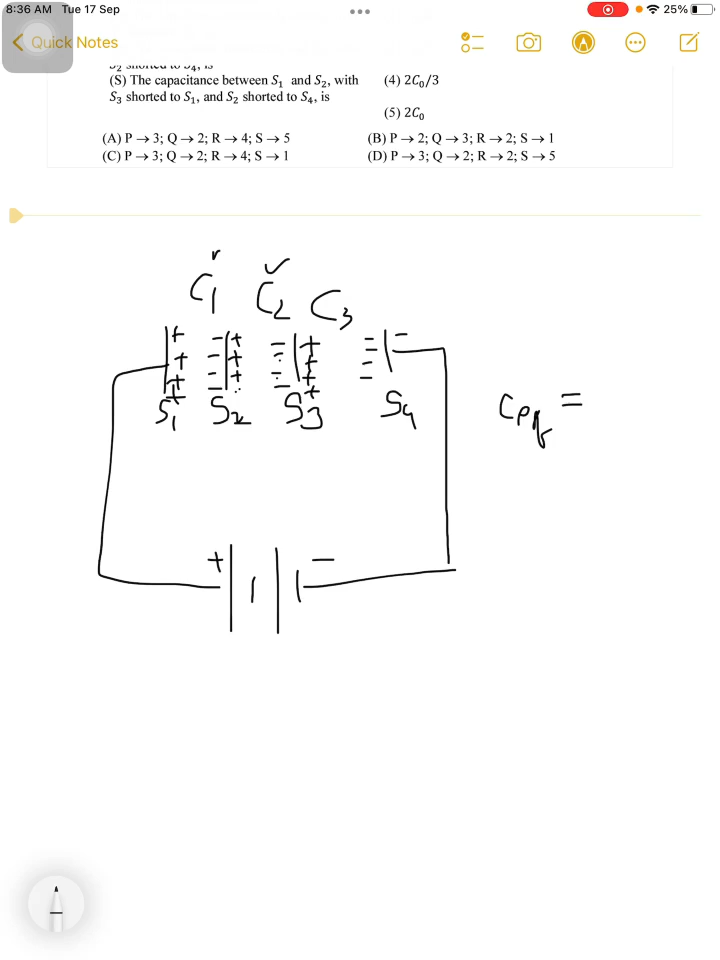 8:36 AM Tue 17 Sep
25%
Quick Notes
(S) The capacitance between S₁ and S₂, with (4) 2C₀/3
S₃ shorted to S₁, and S₂ shorted to S₄, is
(5) 2C₀
(A) P → 3; Q → 2; R → 4; S → 5 (B) P → 2; Q → 3; R → 2; S → 1
(C) P → 3; Q → 2; R → 4; S → 1 (D) P → 3; Q → 2; R → 2; S → 5
C₁ C₂ C₃
S₁ S₂ S₃ S₄
Ceq =
+ −